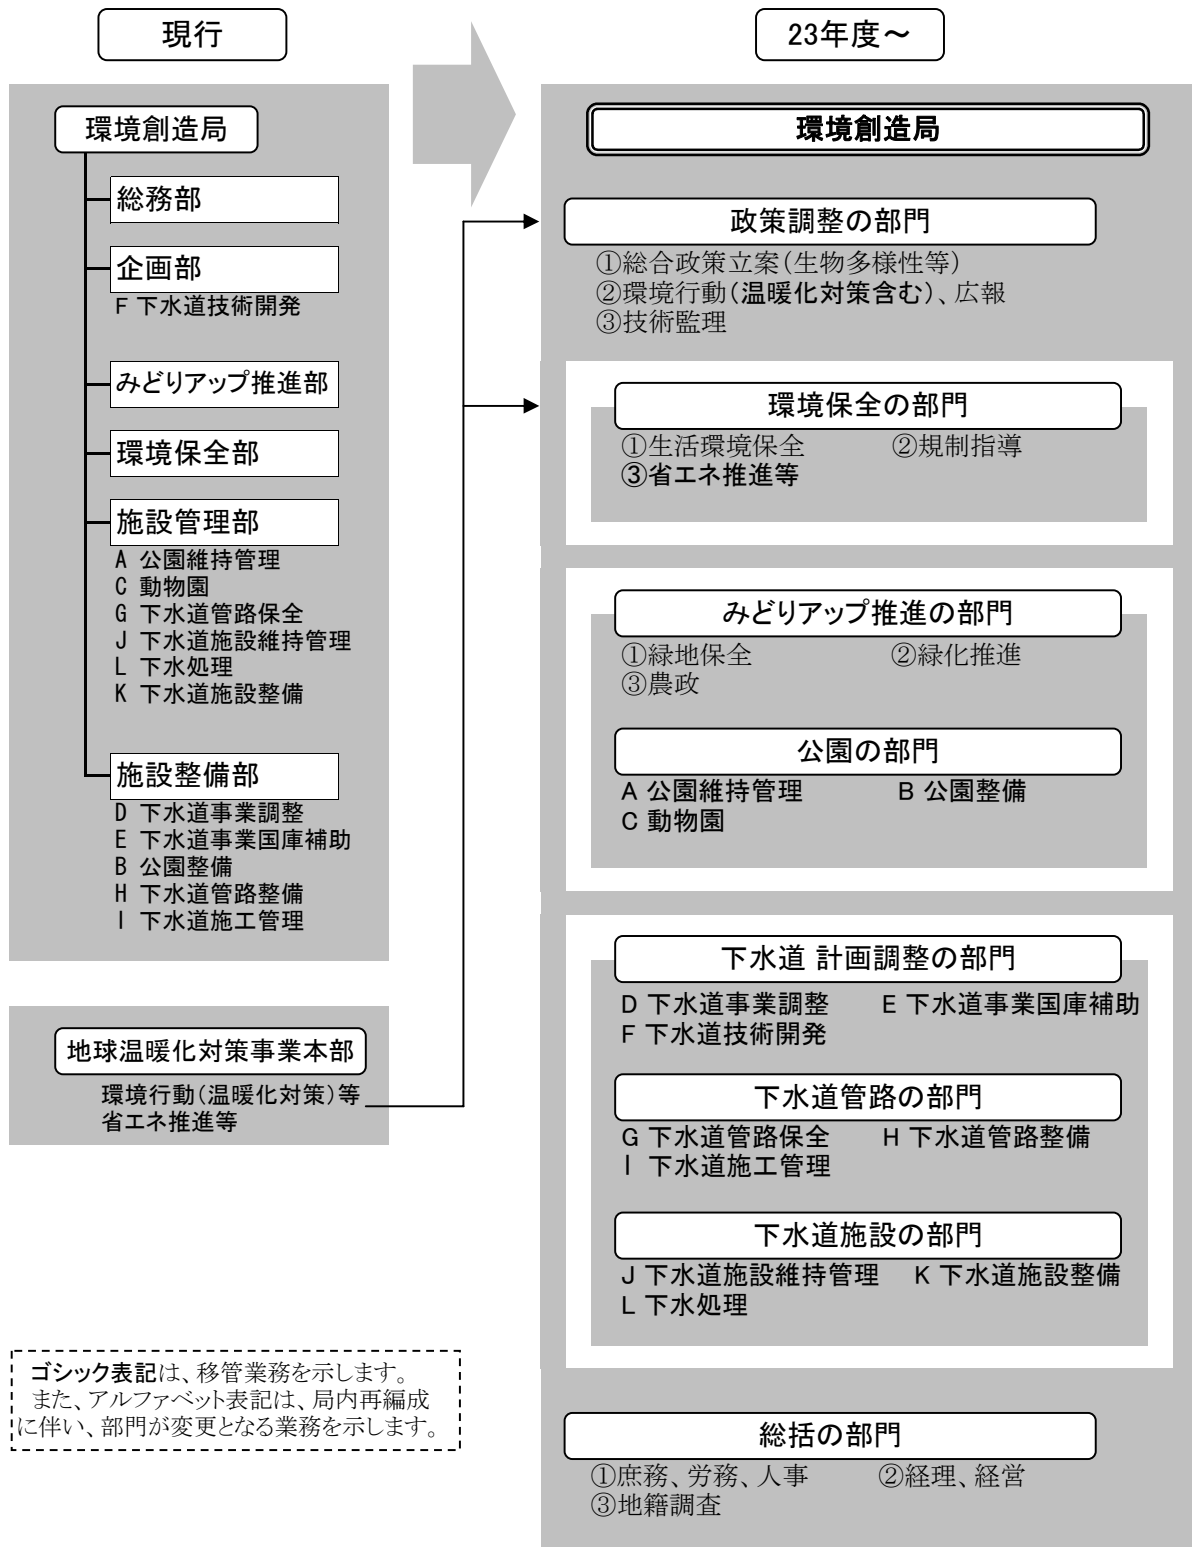 現行
環境創造局
総務部
企画部
F 下水道技術開発
みどりアップ推進部
環境保全部
施設管理部
A 公園維持管理
C 動物園
G 下水道管路保全
J 下水道施設維持管理
L 下水処理
K 下水道施設整備
施設整備部
D 下水道事業調整
E 下水道事業国庫補助
B 公園整備
H 下水道管路整備
I 下水道施工管理
地球温暖化対策事業本部
環境行動(温暖化対策)等
省エネ推進等
ゴシック表記は、移管業務を示します。
また、アルファベット表記は、局内再編成
に伴い、部門が変更となる業務を示します。
23年度～
環境創造局
政策調整の部門
①総合政策立案(生物多様性等)
②環境行動(温暖化対策含む)、広報
③技術監理
環境保全の部門
①生活環境保全 ②規制指導
③省エネ推進等
みどりアップ推進の部門
①緑地保全 ②緑化推進
③農政
公園の部門
A 公園維持管理 B 公園整備
C 動物園
下水道 計画調整の部門
D 下水道事業調整 E 下水道事業国庫補助
F 下水道技術開発
下水道管路の部門
G 下水道管路保全 H 下水道管路整備
I 下水道施工管理
下水道施設の部門
J 下水道施設維持管理 K 下水道施設整備
L 下水処理
総括の部門
①庶務、労務、人事 ②経理、経営
③地籍調査